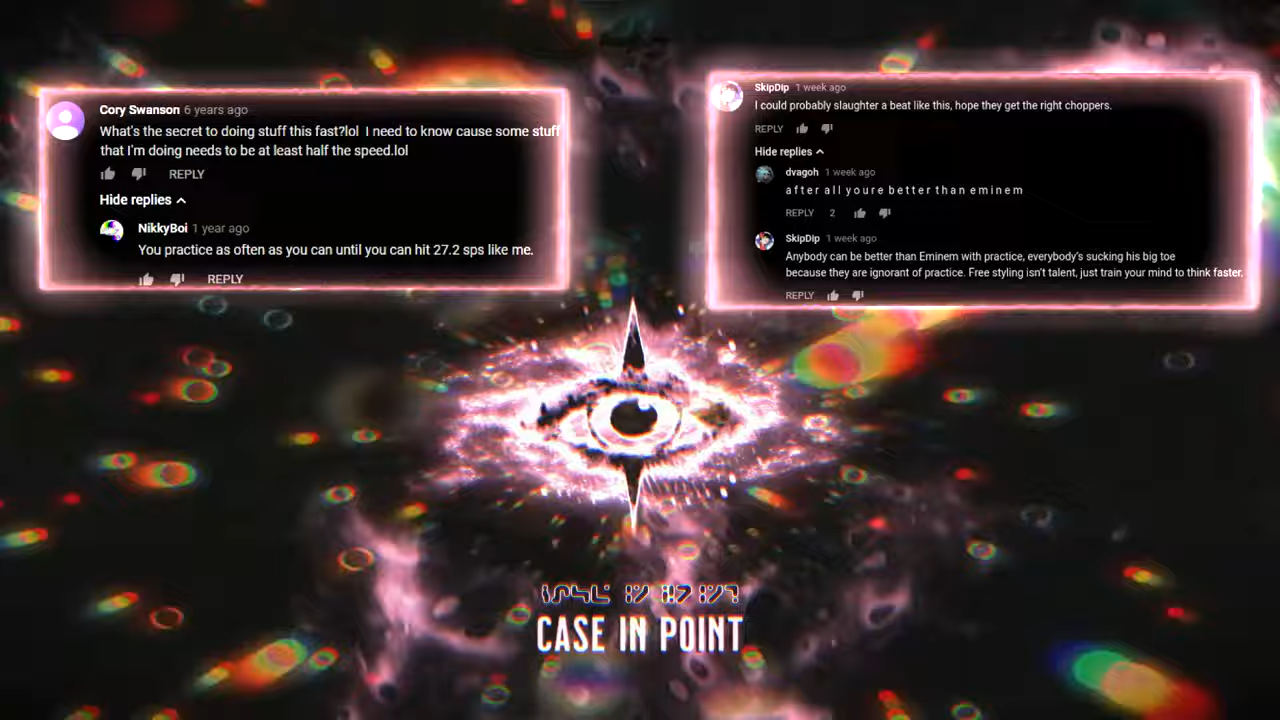 Cory Swanson 6 years ago
What's the secret to doing stuff this fast?lol I need to know cause some stuff
that I'm doing needs to be at least half the speed.lol
REPLY
Hide replies
NikkyBoi 1 year ago
You practice as often as you can until you can hit 27.2 sps like me.
REPLY
SkipDip 1 week ago
I could probably slaughter a beat like this, hope they get the right choppers.
REPLY
Hide replies
dvagoh 1 week ago
a f t e r a l l y o u r e b e t t e r t h a n e m i n e m
REPLY 2
SkipDip 1 week ago
Anybody can be better than Eminem with practice, everybody's sucking his big toe
because they are ignorant of practice. Free styling isn't talent, just train your mind to think faster.
REPLY
CASE IN POINT